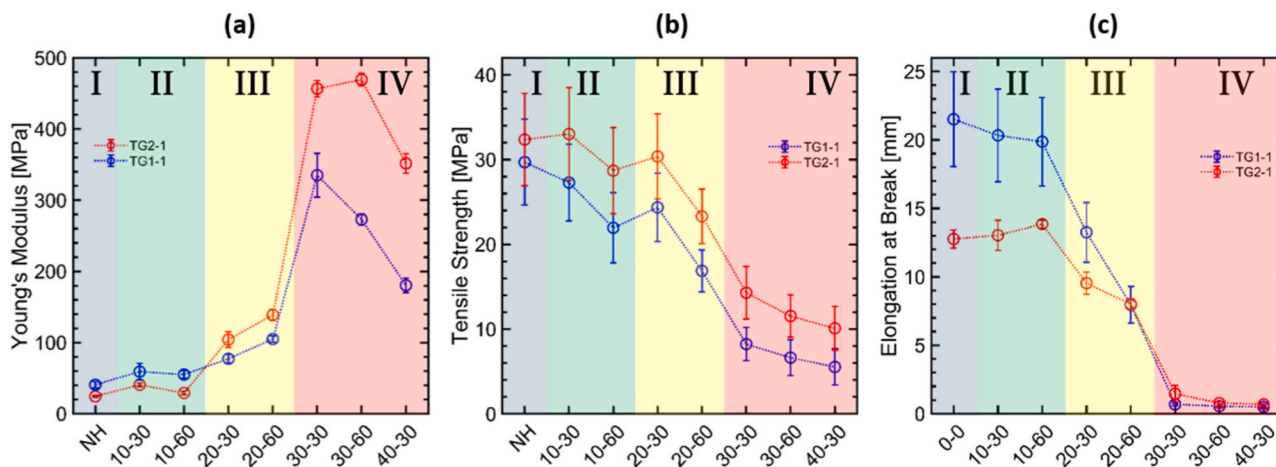 (a)
Young's Modulus [MPa]
500
400
300
200
100
0
I
II
III
IV
TG2-1
TG1-1
NH
10-30
10-60
20-30
20-60
30-30
30-60
40-30
(b)
Tensile Strength [MPa]
40
30
20
10
0
I
II
III
IV
TG1-1
TG2-1
NH
10-30
10-60
20-30
20-60
30-30
30-60
40-30
(c)
Elongation at Break [mm]
25
20
15
10
5
0
I
II
III
IV
TG1-1
TG2-1
0-0
10-30
10-60
20-30
20-60
30-30
30-60
40-30